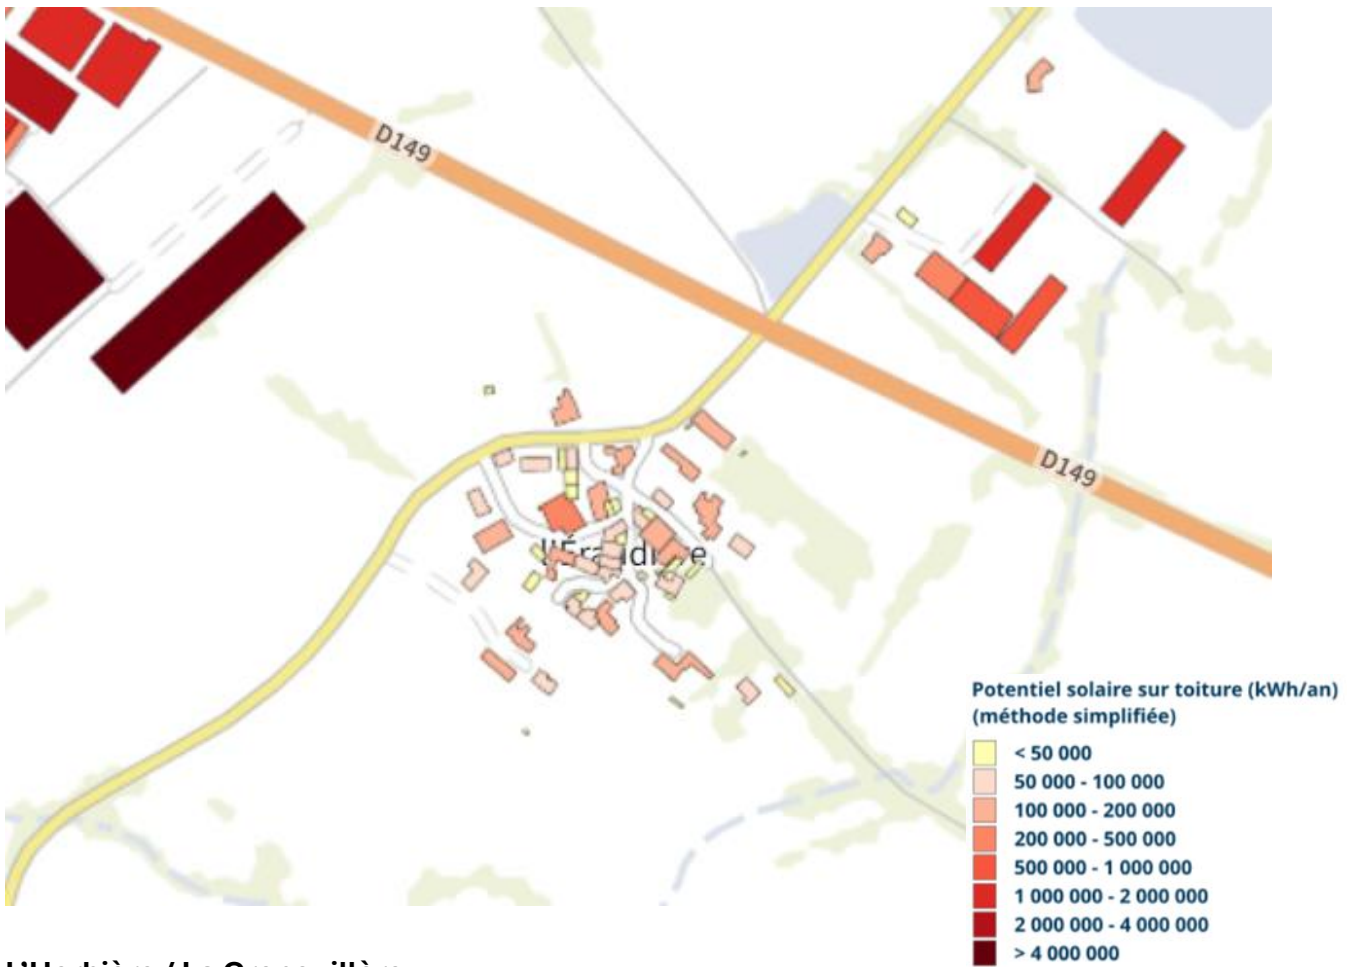 D149
D149
Potentiel solaire sur toiture (kWh/an)
(méthode simplifiée)
< 50 000
50 000 - 100 000
100 000 - 200 000
200 000 - 500 000
500 000 - 1 000 000
1 000 000 - 2 000 000
2 000 000 - 4 000 000
> 4 000 000